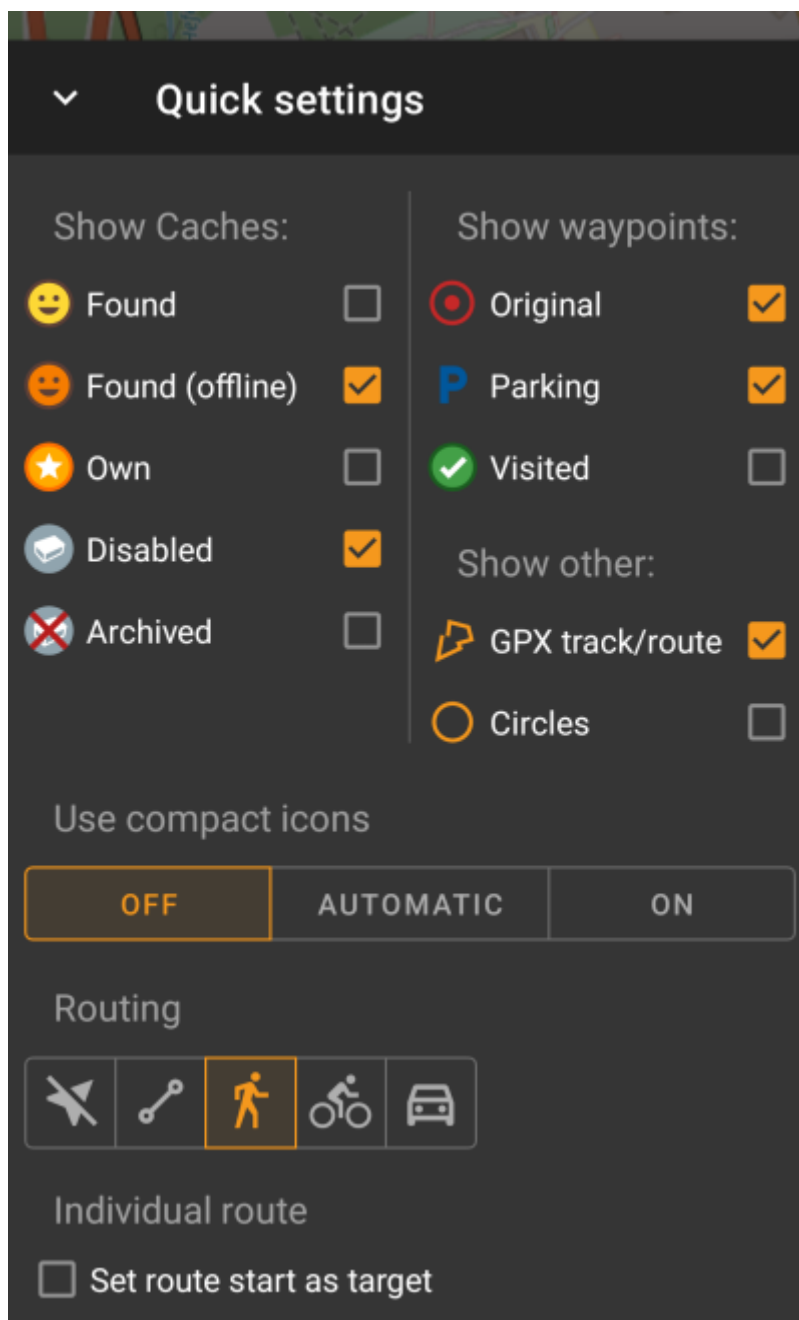 Quick settings
Show Caches:
Found
Found (offline)
Own
Disabled
Archived
Show waypoints:
Original
P Parking
Visited
Show other:
GPX track/route
Circles
Use compact icons
OFF AUTOMATIC ON
Routing
Individual route
Set route start as target